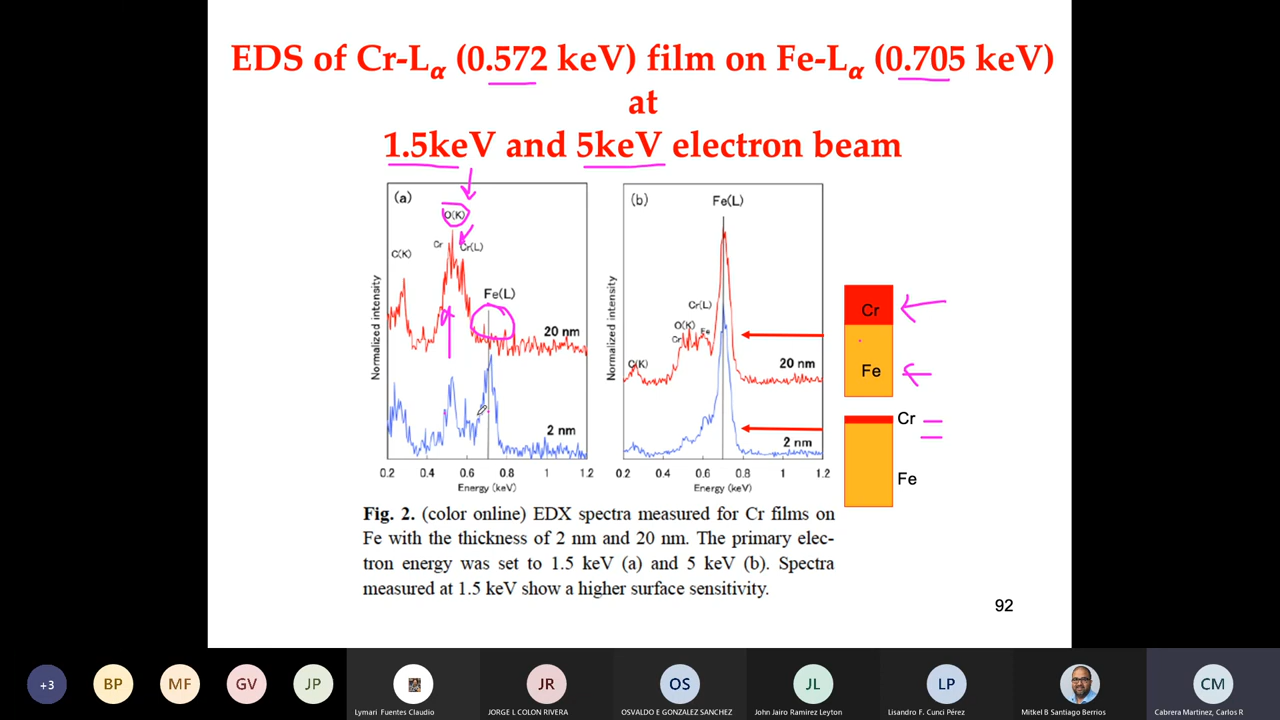 EDS of Cr-Lα (0.572 keV) film on Fe-Lα (0.705 keV)
at
1.5keV and 5keV electron beam
(a)
O(K)
Cr
Cr(L)
C(K)
Fe(L)
20 nm
2 nm
Normalized intensity
0.2 0.4 0.6 0.8 1 1.2
Energy (keV)
(b)
Fe(L)
Cr(L)
O(K)
Fe
Cr
C(K)
20 nm
2 nm
Normalized intensity
0.2 0.4 0.6 0.8 1 1.2
Energy (keV)
Cr
Fe
Cr
Fe
Fig. 2. (color online) EDX spectra measured for Cr films on
Fe with the thickness of 2 nm and 20 nm. The primary elec-
tron energy was set to 1.5 keV (a) and 5 keV (b). Spectra
measured at 1.5 keV show a higher surface sensitivity.
92
+3
BP
MF
GV
JP
JR
OS
JL
LP
CM
Lymari Fuentes Claudio
JORGE L COLON RIVERA
OSVALDO E GONZALEZ SANCHEZ
John Jairo Ramirez Leyton
Lisandro F. Cunci Pérez
Mitkel B Santiago Berrios
Cabrera Martinez, Carlos R